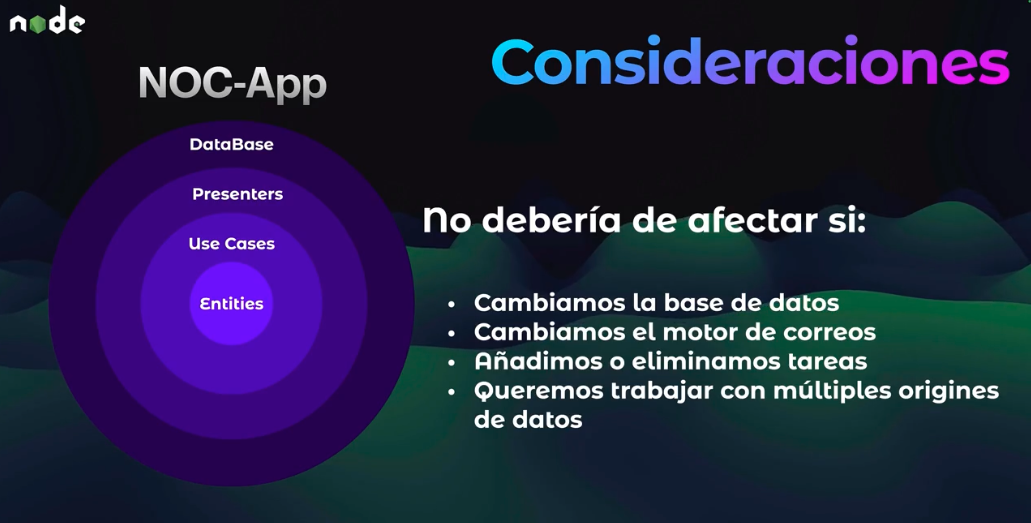 node
NOC-App
Consideraciones
DataBase
Presenters
Use Cases
Entities
No debería de afectar si:
• Cambiamos la base de datos
• Cambiamos el motor de correos
• Añadimos o eliminamos tareas
• Queremos trabajar con múltiples origines
de datos